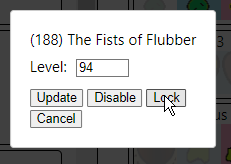 (188) The Fists of Flubber
Level: 94
Update Disable Lock
Cancel